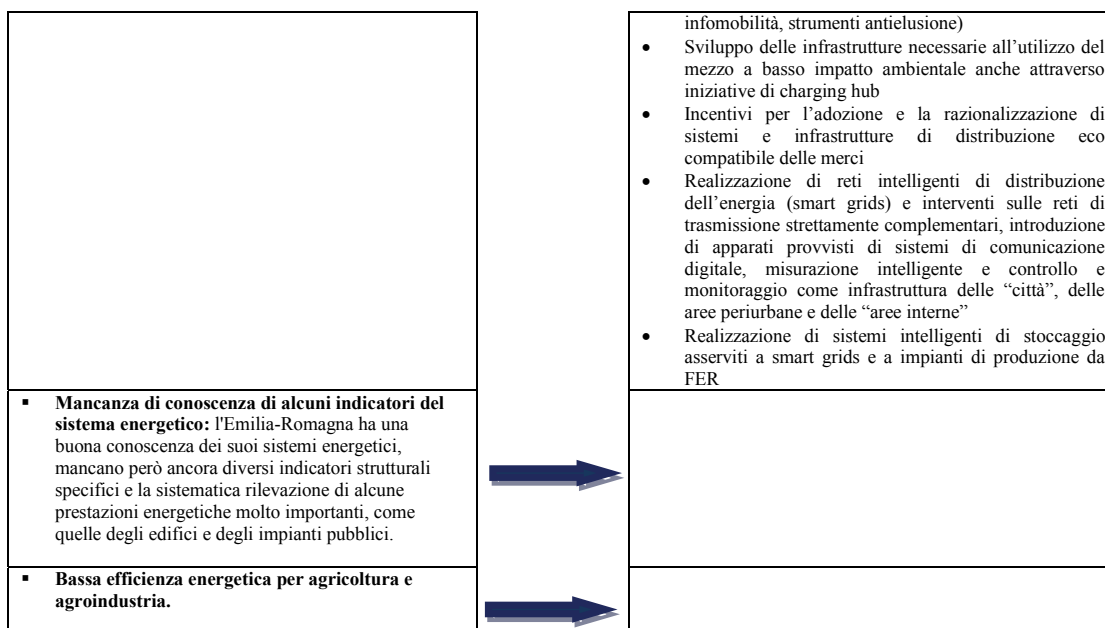 infomobilità, strumenti antielusione)
• Sviluppo delle infrastrutture necessarie all’utilizzo del
mezzo a basso impatto ambientale anche attraverso
iniziative di charging hub
• Incentivi per l’adozione e la razionalizzazione di
sistemi e infrastrutture di distribuzione eco
compatibile delle merci
• Realizzazione di reti intelligenti di distribuzione
dell’energia (smart grids) e interventi sulle reti di
trasmissione strettamente complementari, introduzione
di apparati provvisti di sistemi di comunicazione
digitale, misurazione intelligente e controllo e
monitoraggio come infrastruttura delle “città”, delle
aree periurbane e delle “aree interne”
• Realizzazione di sistemi intelligenti di stoccaggio
asserviti a smart grids e a impianti di produzione da
FER
▪ Mancanza di conoscenza di alcuni indicatori del
sistema energetico: l'Emilia-Romagna ha una
buona conoscenza dei suoi sistemi energetici,
mancano però ancora diversi indicatori strutturali
specifici e la sistematica rilevazione di alcune
prestazioni energetiche molto importanti, come
quelle degli edifici e degli impianti pubblici.
▪ Bassa efficienza energetica per agricoltura e
agroindustria.